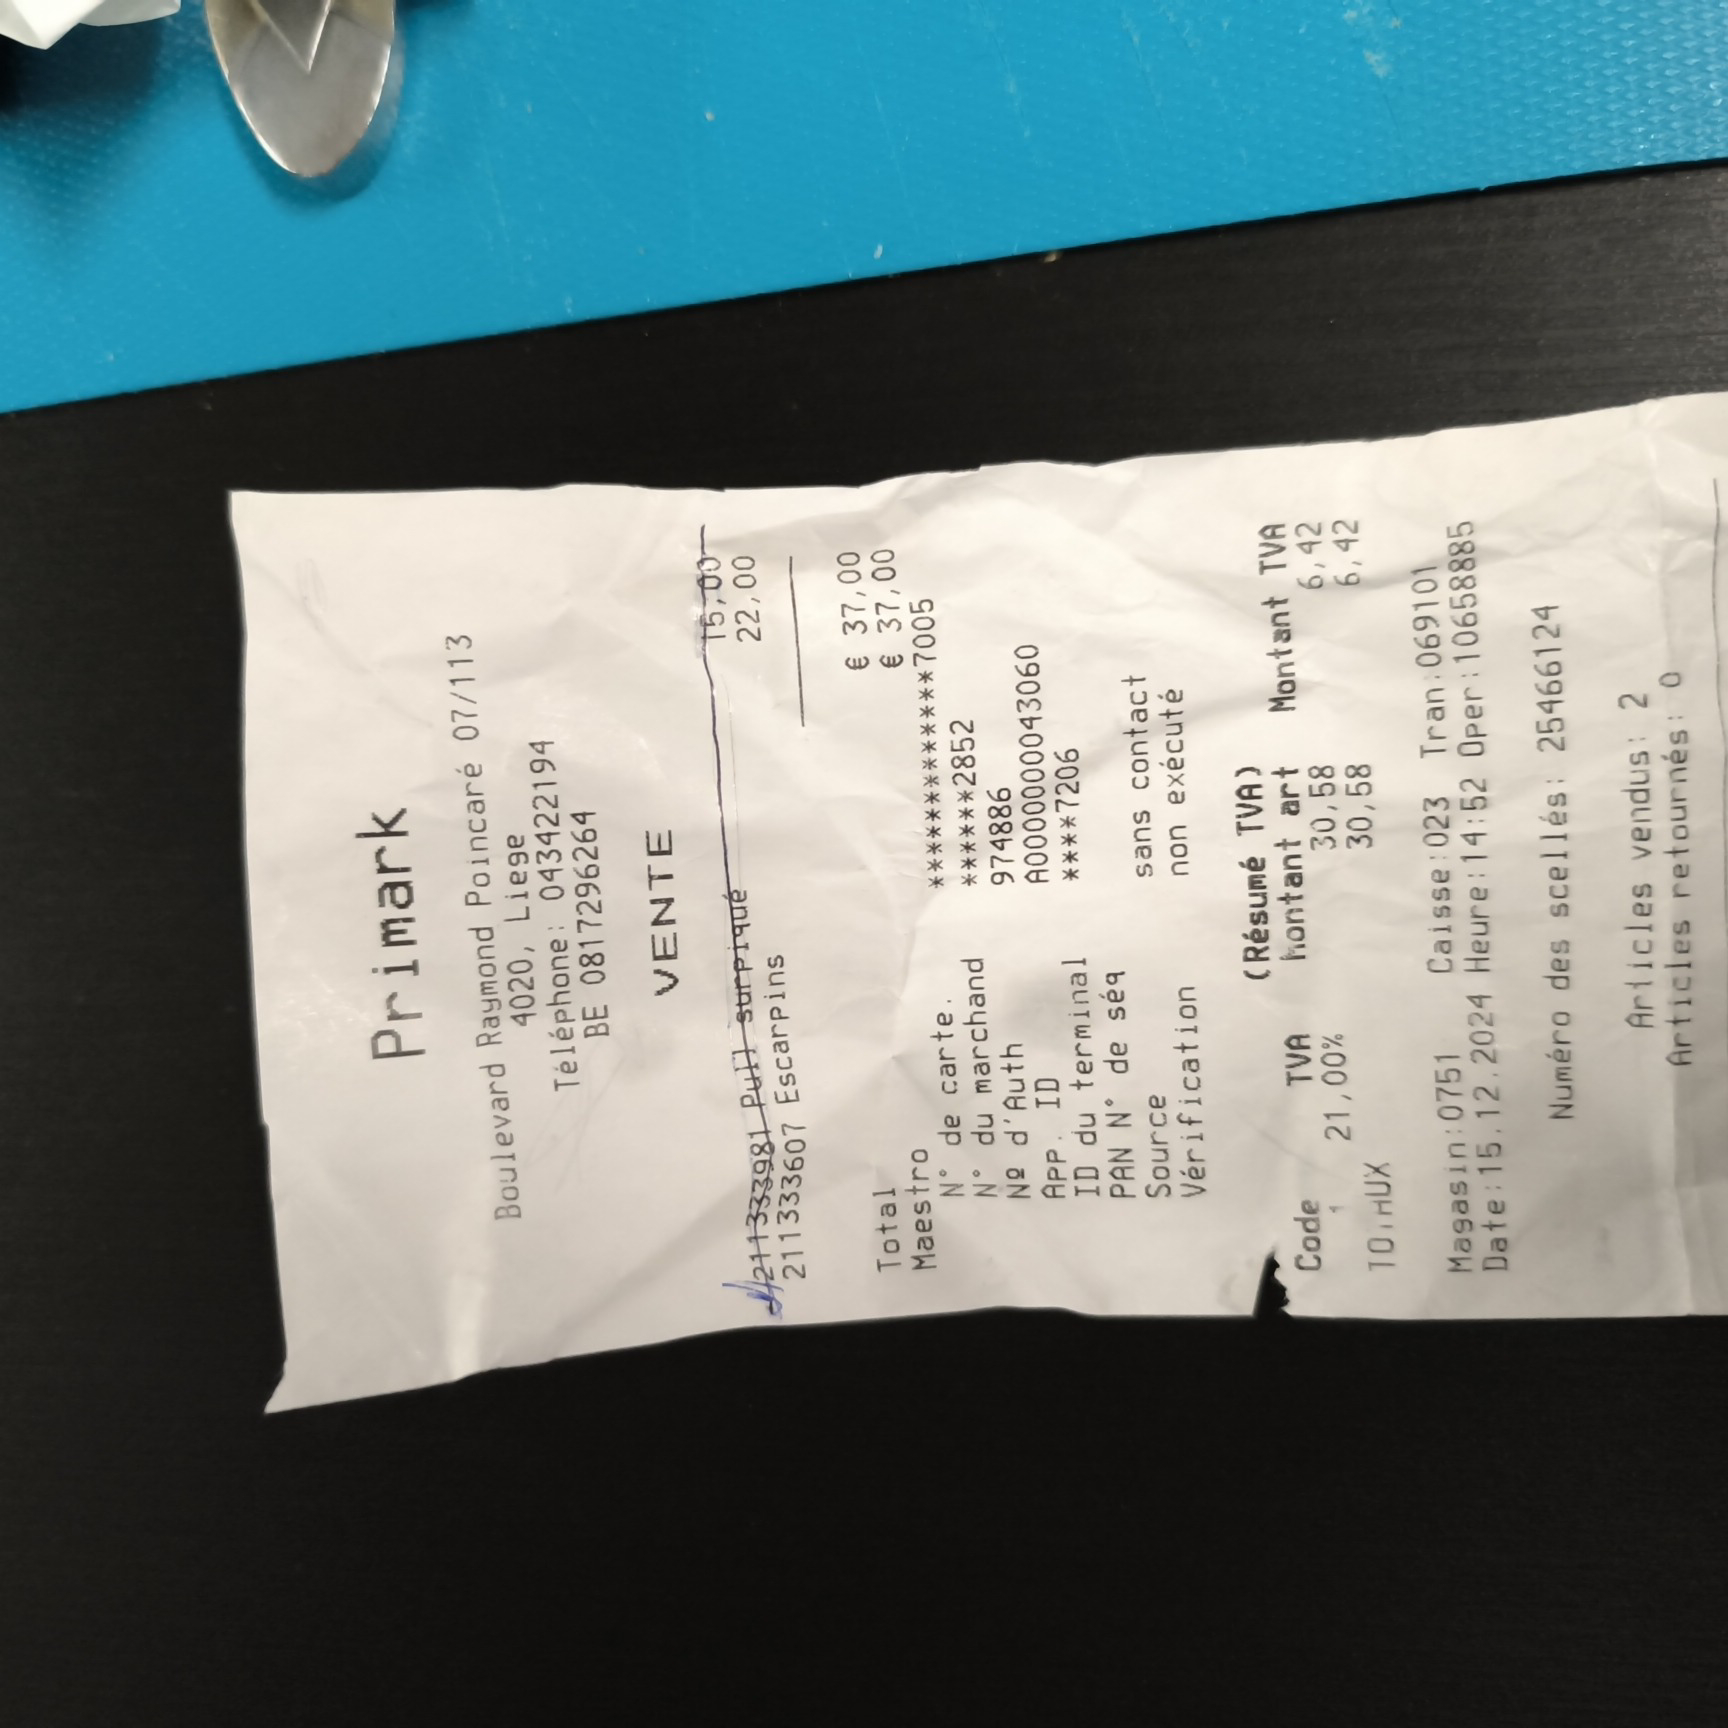 Primark
Boulevard Raymond Poincaré 07/113
4020, Liege
Téléphone: 043422194
BE 0817296264
VENTE
211333981 Pull surpiqué 15,00
211333607 Escarpins 22,00
Total € 37,00
Maestro € 37,00
N° de carte. ***************7005
N° du marchand ******2852
Nº d'Auth 974886
App. ID A0000000043060
ID du terminal ****7206
PAN N° de séq
Source sans contact
Vérification non exécuté
(Résumé TVA)
Code TVA Montant art Montant TVA
1 21,00% 30,58 6,42
30,58 6,42
Magasin:0751 Caisse:023 Tran:069101
Date:15.12.2024 Heure:14:52 Oper:10658885
Numéro des scellés: 25466124
Articles vendus: 2
Articles retournés: 0